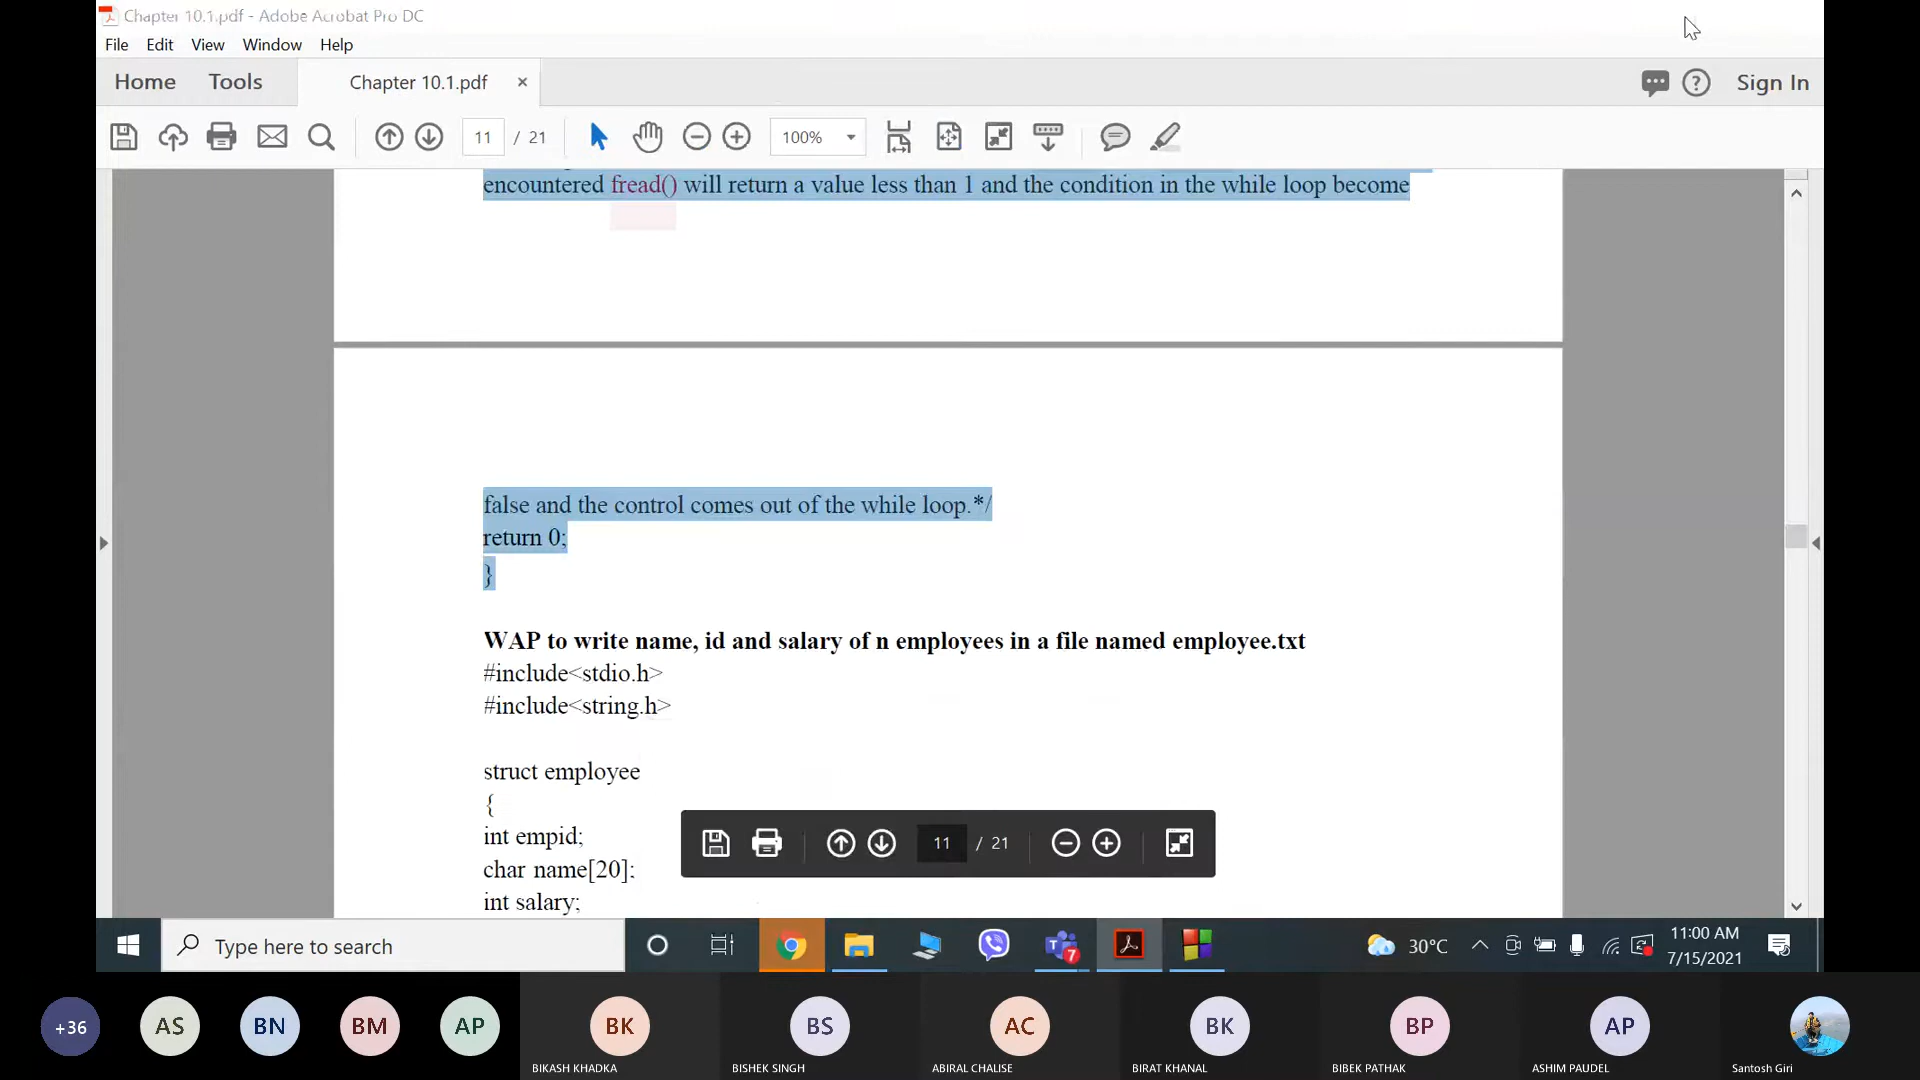 Chapter 10.1.pdf - Adobe Acrobat Pro DC
File Edit View Window Help
Home Tools Chapter 10.1.pdf × Sign In
11 / 21 100%
encountered fread() will return a value less than 1 and the condition in the while loop become
false and the control comes out of the while loop.*/
return 0;
}
WAP to write name, id and salary of n employees in a file named employee.txt
#include<stdio.h>
#include<string.h>
struct employee
{
int empid;
char name[20];
int salary;
11 / 21
Type here to search
7
30°C
11:00 AM
7/15/2021
+36 AS BN BM AP BK BS AC BK BP AP
BIKASH KHADKA BISHEK SINGH ABIRAL CHALISE BIRAT KHANAL BIBEK PATHAK ASHIM PAUDEL Santosh Giri